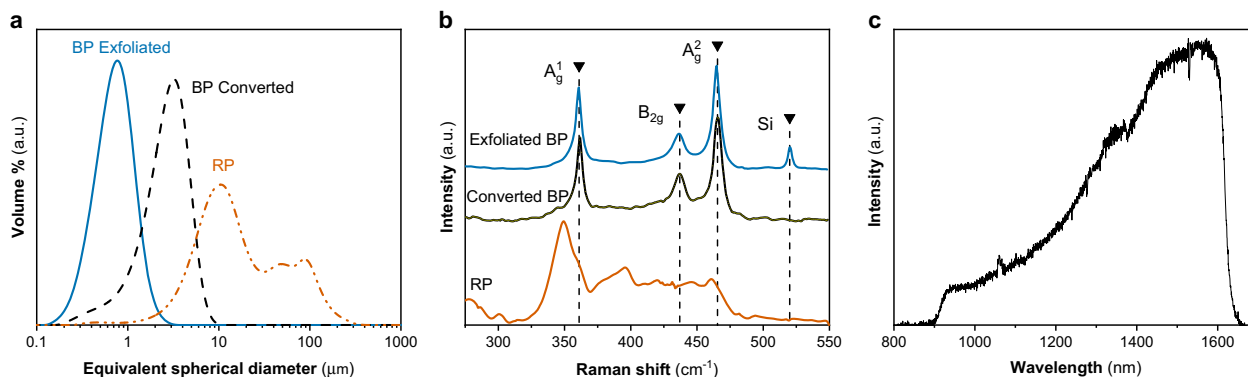 a
BP Exfoliated
BP Converted
RP
Volume % (a.u.)
0.1 1 10 100 1000
Equivalent spherical diameter (μm)
b
A¹g
A²g
B2g
Si
Exfoliated BP
Converted BP
RP
Intensity (a.u.)
300 350 400 450 500 550
Raman shift (cm⁻¹)
c
Intensity (a.u.)
800 1000 1200 1400 1600
Wavelength (nm)